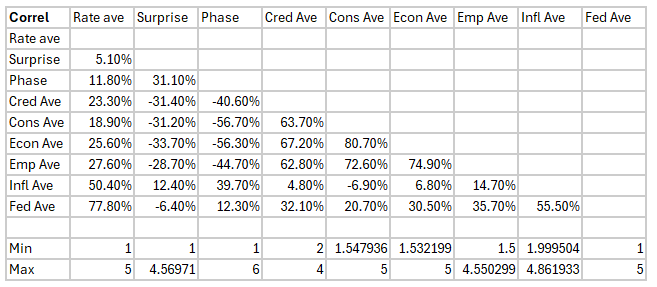 Correl Rate ave Surprise Phase Cred Ave Cons Ave Econ Ave Emp Ave Infl Ave Fed Ave
Rate ave
Surprise 5.10%
Phase 11.80% 31.10%
Cred Ave 23.30% -31.40% -40.60%
Cons Ave 18.90% -31.20% -56.70% 63.70%
Econ Ave 25.60% -33.70% -56.30% 67.20% 80.70%
Emp Ave 27.60% -28.70% -44.70% 62.80% 72.60% 74.90%
Infl Ave 50.40% 12.40% 39.70% 4.80% -6.90% 6.80% 14.70%
Fed Ave 77.80% -6.40% 12.30% 32.10% 20.70% 30.50% 35.70% 55.50%
Min 1 1 1 2 1.547936 1.532199 1.5 1.999504 1
Max 5 4.56971 6 4 5 5 4.550299 4.861933 5